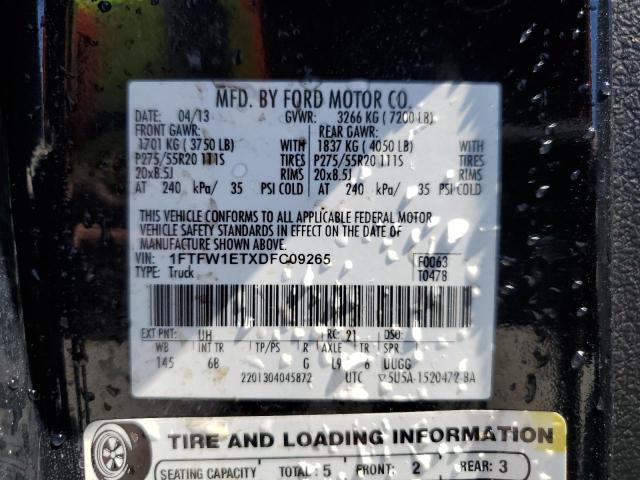 MFD. BY FORD MOTOR CO.
DATE: 04/13 GVWR: 3266 KG ( 7200 LB)
FRONT GAWR: REAR GAWR:
1701 KG ( 3750 LB) WITH 1837 KG ( 4050 LB) WITH
P275/55R20 111S TIRES P275/55R20 111S TIRES
20x8.5J RIMS 20x8.5J RIMS
AT 240 kPa/ 35 PSI COLD AT 240 kPa/ 35 PSI COLD
THIS VEHICLE CONFORMS TO ALL APPLICABLE FEDERAL MOTOR
VEHICLE SAFETY STANDARDS IN EFFECT ON THE DATE OF
MANUFACTURE SHOWN ABOVE.
VIN: 1FTFW1ETXDFC09265 F0063
TYPE: Truck T0478
EXT PNT: UH RC: 91 DSO:
WB INT TR TP/PS R AXLE TR SPR
145 6B G L9 6 UUGG
2201304045872 UTC ▽5U5A-1520472-BA
TIRE AND LOADING INFORMATION
SEATING CAPACITY TOTAL: 5 FRONT: 2 REAR: 3